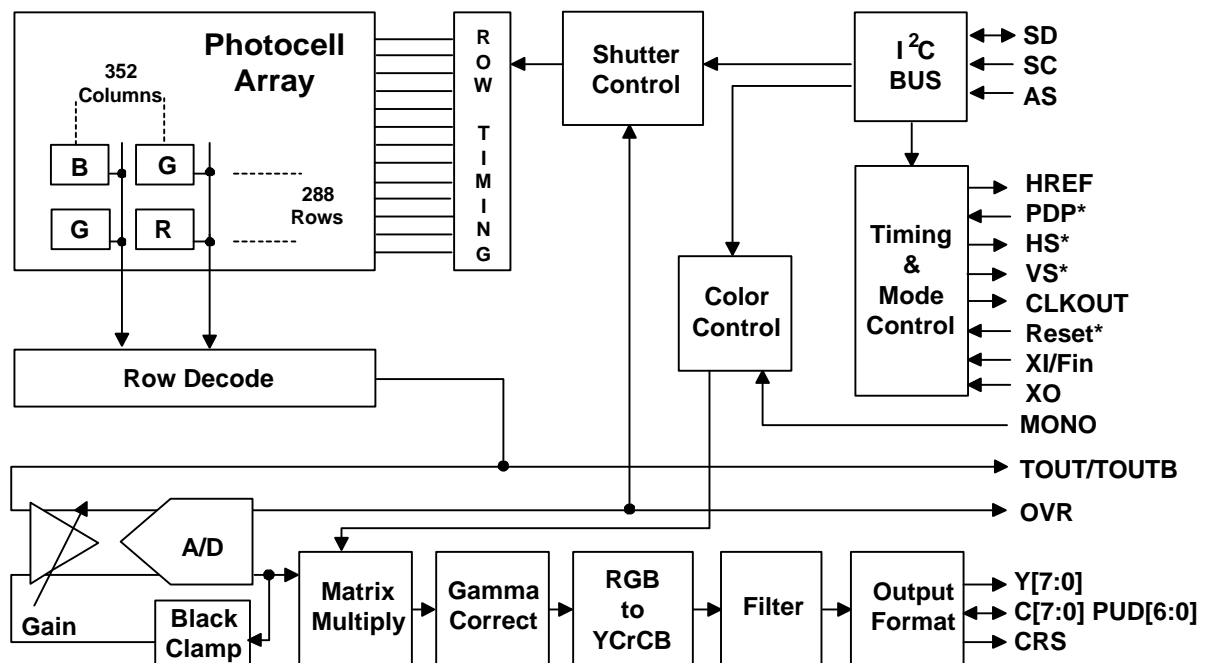 Photocell
Array
352
Columns
B
G
G
R
288
Rows
ROW TIMING
Shutter
Control
I2C
BUS
SD
SC
AS
Timing
&
Mode
Control
HREF
PDP*
HS*
VS*
CLKOUT
Reset*
XI/Fin
XO
MONO
Color
Control
Row Decode
TOUT/TOUTB
OVR
A/D
Gain
Black
Clamp
Matrix
Multiply
Gamma
Correct
RGB
to
YCrCB
Filter
Output
Format
Y[7:0]
C[7:0] PUD[6:0]
CRS